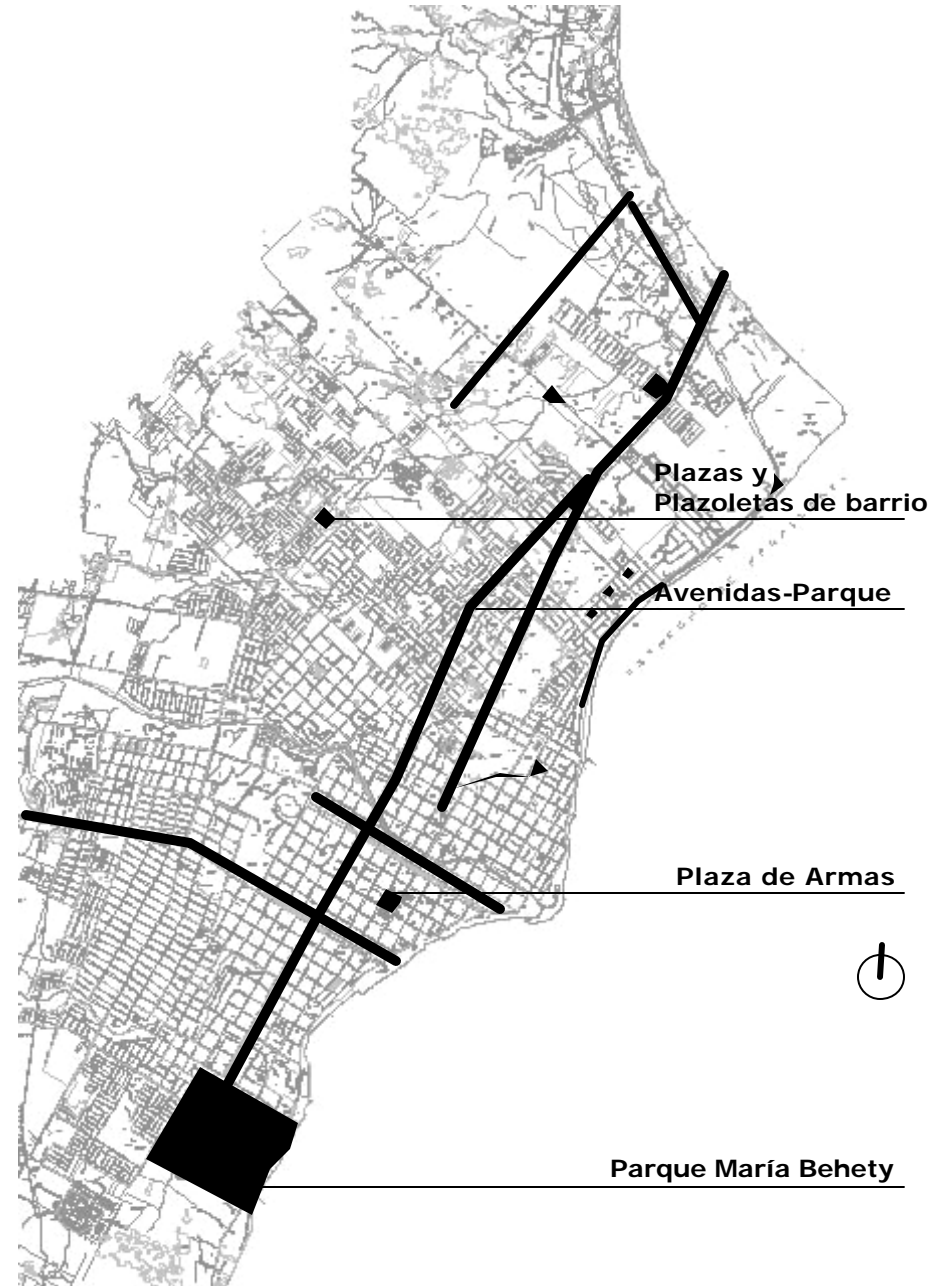 Plazas y
Plazoletas de barrio
Avenidas-Parque
Plaza de Armas
Parque María Behety